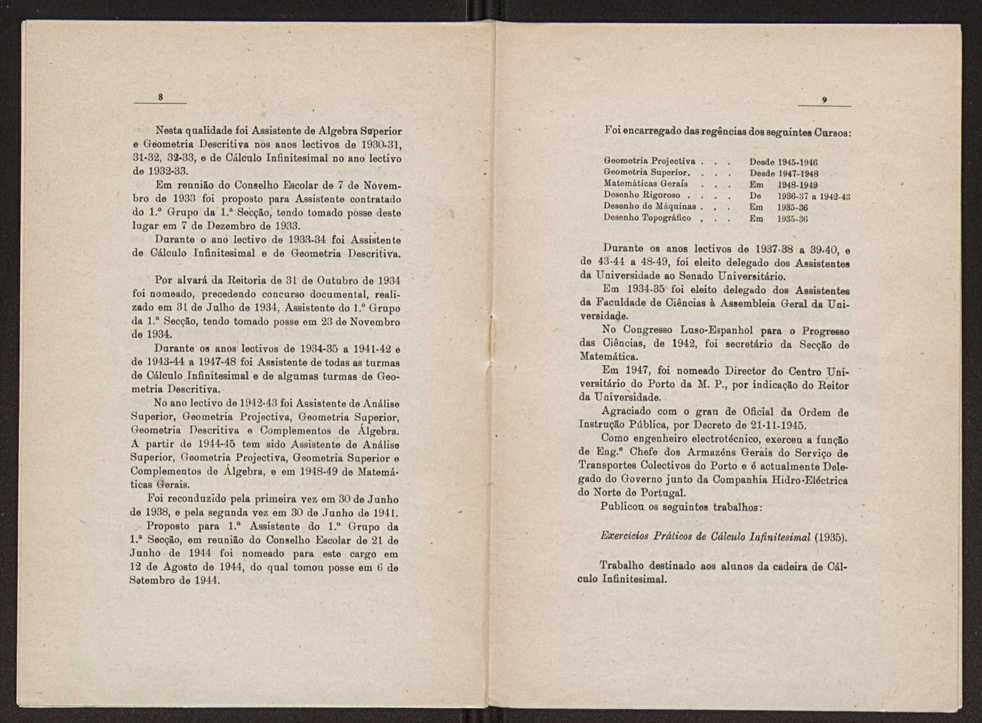 8
Nesta qualidade foi Assistente de Algebra Superior
e Geometria Descritiva nos anos lectivos de 1930-31,
31-32, 32-33, e de Cálculo Infinitesimal no ano lectivo
de 1932-33.
Em reunião do Conselho Escolar de 7 de Novem-
bro de 1933 foi proposto para Assistente contratado
do 1.º Grupo da 1.ª Secção, tendo tomado posse deste
lugar em 7 de Dezembro de 1933.
Durante o ano lectivo de 1933-34 foi Assistente
de Cálculo Infinitesimal e de Geometria Descritiva.
Por alvará da Reitoria de 31 de Outubro de 1934
foi nomeado, precedendo concurso documental, reali-
zado em 31 de Julho de 1934, Assistente do 1.º Grupo
da 1.ª Secção, tendo tomado posse em 23 de Novembro
de 1934.
Durante os anos lectivos de 1934-35 a 1941-42 e
de 1943-44 a 1947-48 foi Assistente de todas as turmas
de Cálculo Infinitesimal e de algumas turmas de Geo-
metria Descritiva.
No ano lectivo de 1942-43 foi Assistente de Análise
Superior, Geometria Projectiva, Geometria Superior,
Geometria Descritiva e Complementos de Álgebra.
A partir de 1944-45 tem sido Assistente de Análise
Superior, Geometria Projectiva, Geometria Superior e
Complementos de Álgebra, e em 1948-49 de Matemá-
ticas Gerais.
Foi reconduzido pela primeira vez em 30 de Junho
de 1938, e pela segunda vez em 30 de Junho de 1941.
Proposto para 1.º Assistente do 1.º Grupo da
1.ª Secção, em reunião do Conselho Escolar de 21 de
Junho de 1944 foi nomeado para este cargo em
12 de Agosto de 1944, do qual tomou posse em 6 de
Setembro de 1944.
9
Foi encarregado das regências dos seguintes Cursos:
Geometria Projectiva . . . Desde 1945-1946
Geometria Superior. . . . Desde 1947-1948
Matemáticas Gerais . . . Em 1948-1949
Desenho Rigoroso . . . . De 1936-37 a 1942-43
Desenho de Máquinas . . . Em 1935-36
Desenho Topográfico . . . Em 1935-36
Durante os anos lectivos de 1937-38 a 39-40, e
de 43-44 a 48-49, foi eleito delegado dos Assistentes
da Universidade ao Senado Universitário.
Em 1934-35 foi eleito delegado dos Assistentes
da Faculdade de Ciências à Assembleia Geral da Uni-
versidade.
No Congresso Luso-Espanhol para o Progresso
das Ciências, de 1942, foi secretário da Secção de
Matemática.
Em 1947, foi nomeado Director do Centro Uni-
versitário do Porto da M. P., por indicação do Reitor
da Universidade.
Agraciado com o grau de Oficial da Ordem de
Instrução Pública, por Decreto de 21-11-1945.
Como engenheiro electrotécnico, exerceu a função
de Eng.º Chefe dos Armazéns Gerais do Serviço de
Transportes Colectivos do Porto e é actualmente Dele-
gado do Governo junto da Companhia Hidro-Eléctrica
do Norte de Portugal.
Publicou os seguintes trabalhos:
Exercícios Práticos de Cálculo Infinitesimal (1935).
Trabalho destinado aos alunos da cadeira de Cál-
culo Infinitesimal.